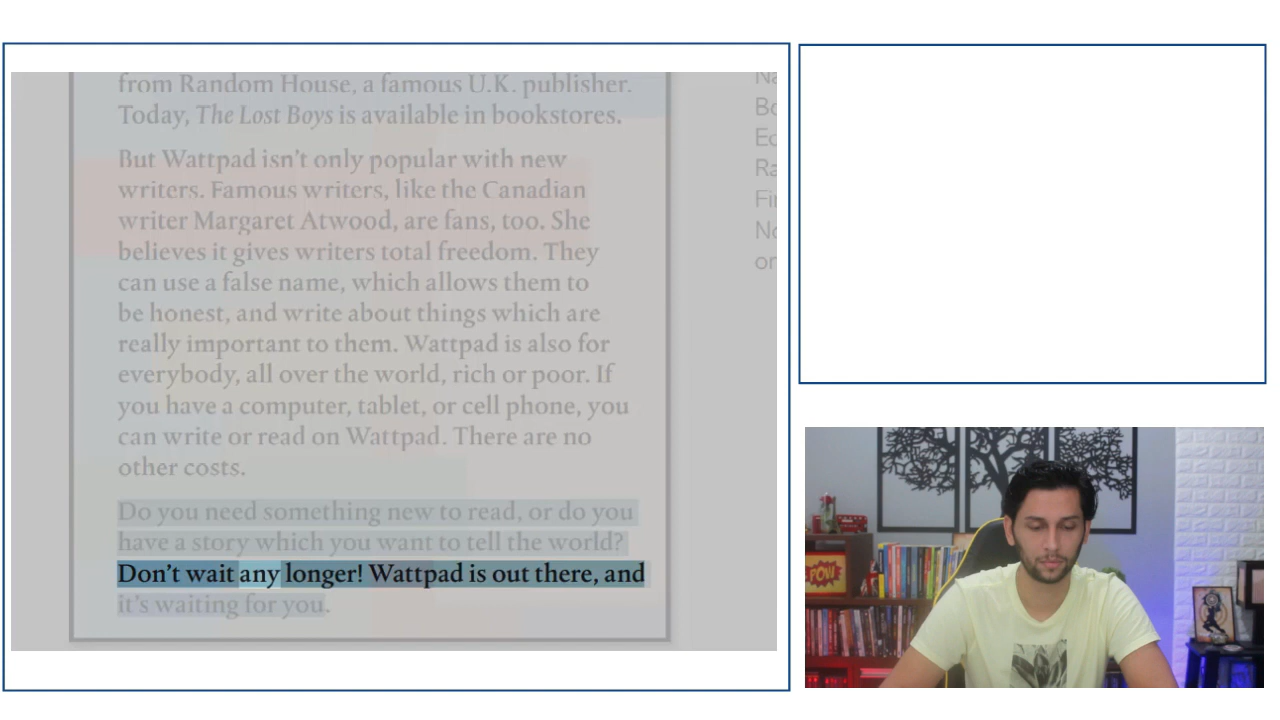 from Random House, a famous U.K. publisher.
Today, The Lost Boys is available in bookstores.
But Wattpad isn't only popular with new
writers. Famous writers, like the Canadian
writer Margaret Atwood, are fans, too. She
believes it gives writers total freedom. They
can use a false name, which allows them to
be honest, and write about things which are
really important to them. Wattpad is also for
everybody, all over the world, rich or poor. If
you have a computer, tablet, or cell phone, you
can write or read on Wattpad. There are no
other costs.
Do you need something new to read, or do you
have a story which you want to tell the world?
Don't wait any longer! Wattpad is out there, and
it's waiting for you.
POW!